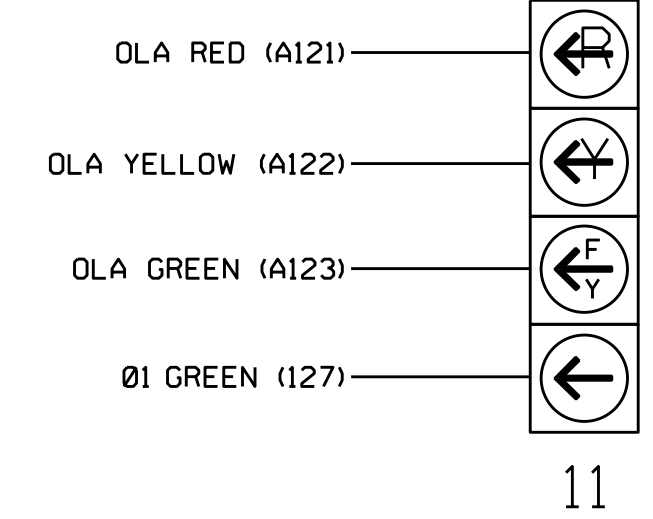 OLA RED (A121)
R
OLA YELLOW (A122)
Y
OLA GREEN (A123)
F
Y
Ø1 GREEN (127)
11